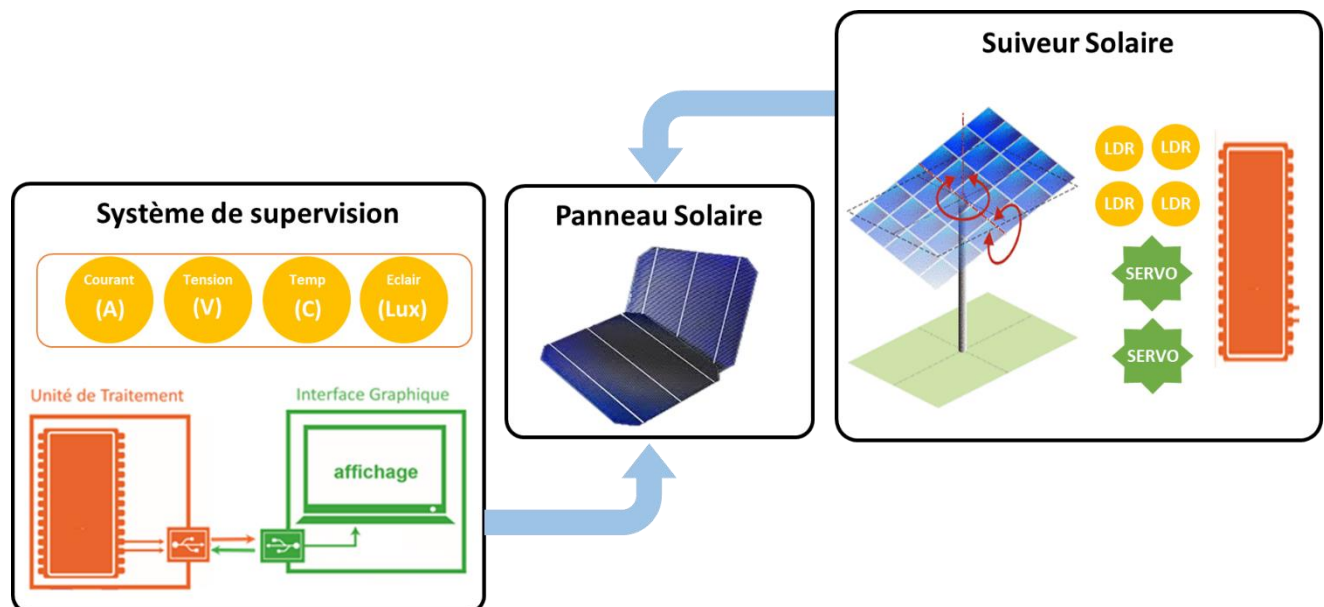 Suiveur Solaire
LDR
LDR
LDR
LDR
SERVO
SERVO
Système de supervision
Courant
(A)
Tension
(V)
Temp
(C)
Eclair
(Lux)
Unité de Traitement
Interface Graphique
affichage
Panneau Solaire